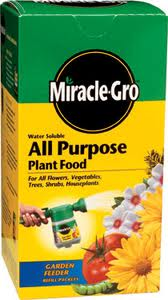 Miracle-Gro
Water Soluble
All Purpose
Plant Food
For All Flowers, Vegetables,
Trees, Shrubs, Houseplants
GARDEN
FEEDER
REFILL PACKETS